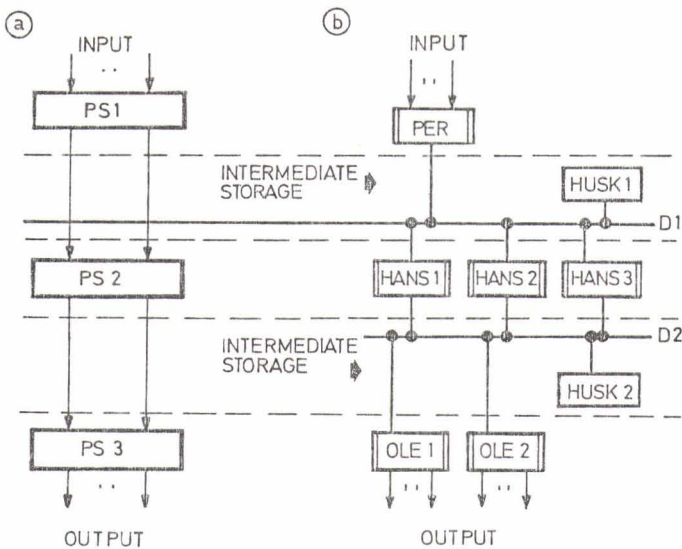 a
INPUT
PS1
PS 2
PS 3
OUTPUT
b
INPUT
PER
INTERMEDIATE
STORAGE
HUSK 1
D1
HANS 1
HANS 2
HANS 3
D2
INTERMEDIATE
STORAGE
HUSK 2
OLE 1
OLE 2
OUTPUT